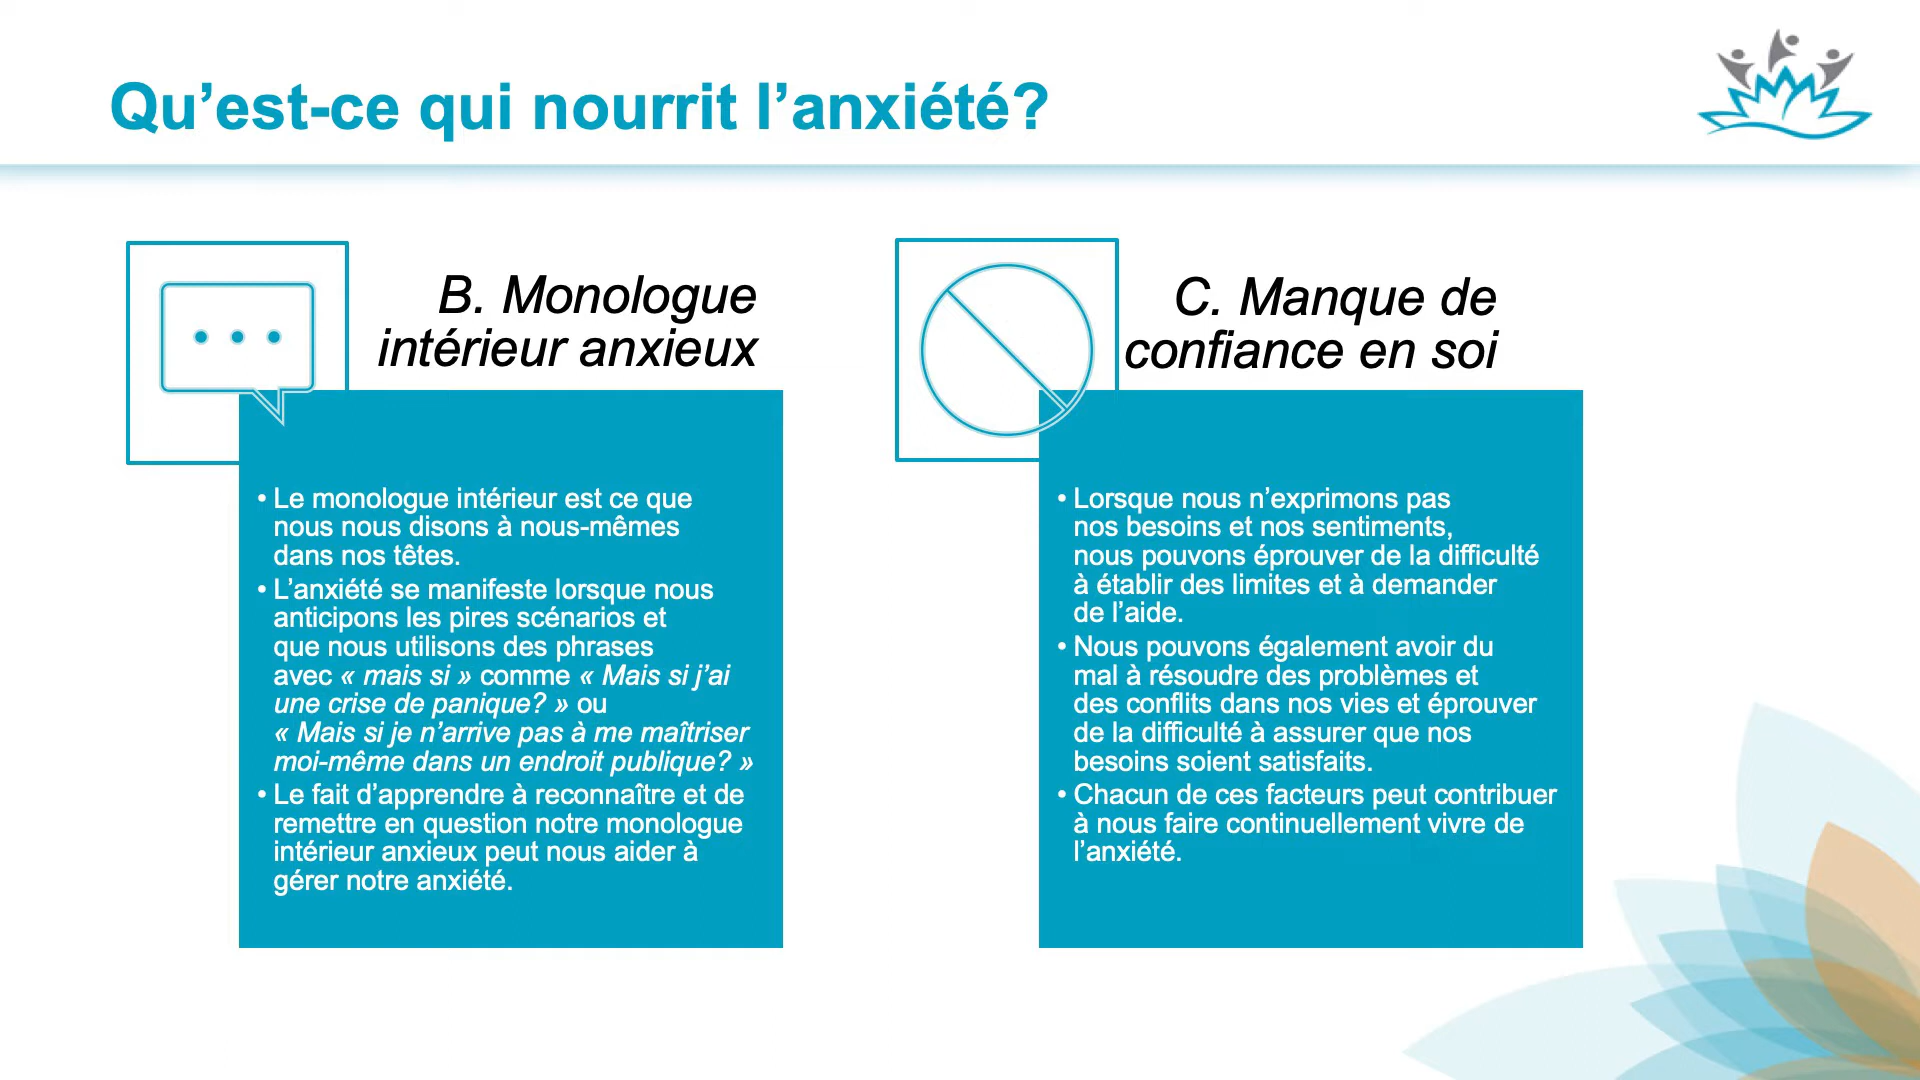 Qu’est-ce qui nourrit l’anxiété?
B. Monologue
intérieur anxieux
• Le monologue intérieur est ce que
nous nous disons à nous-mêmes
dans nos têtes.
• L’anxiété se manifeste lorsque nous
anticipons les pires scénarios et
que nous utilisons des phrases
avec « mais si » comme « Mais si j’ai
une crise de panique? » ou
« Mais si je n’arrive pas à me maîtriser
moi-même dans un endroit publique? »
• Le fait d’apprendre à reconnaître et de
remettre en question notre monologue
intérieur anxieux peut nous aider à
gérer notre anxiété.
C. Manque de
confiance en soi
• Lorsque nous n’exprimons pas
nos besoins et nos sentiments,
nous pouvons éprouver de la difficulté
à établir des limites et à demander
de l’aide.
• Nous pouvons également avoir du
mal à résoudre des problèmes et
des conflits dans nos vies et éprouver
de la difficulté à assurer que nos
besoins soient satisfaits.
• Chacun de ces facteurs peut contribuer
à nous faire continuellement vivre de
l’anxiété.